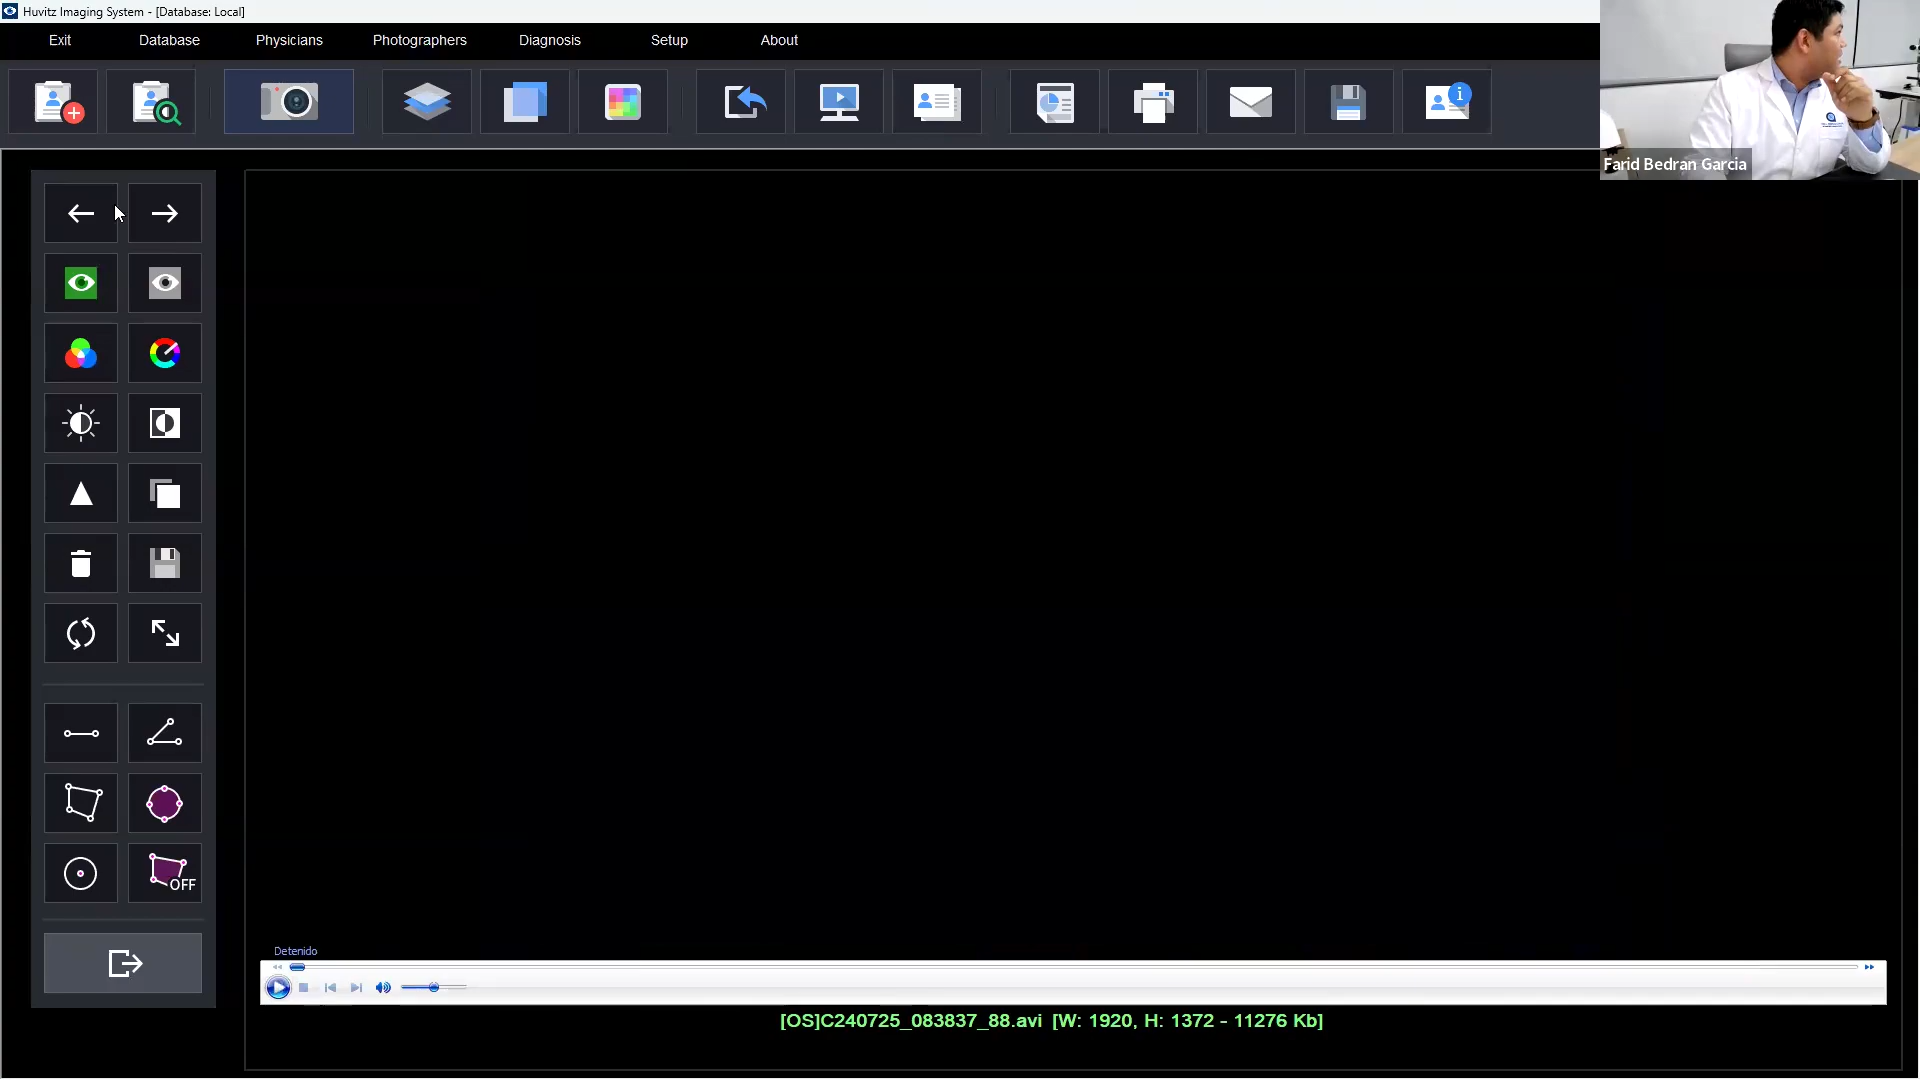 Huvitz Imaging System - [Database: Local]
Exit Database Physicians Photographers Diagnosis Setup About
Farid Bedran Garcia
OFF
Detenido
[OS]C240725_083837_88.avi [W: 1920, H: 1372 - 11276 Kb]